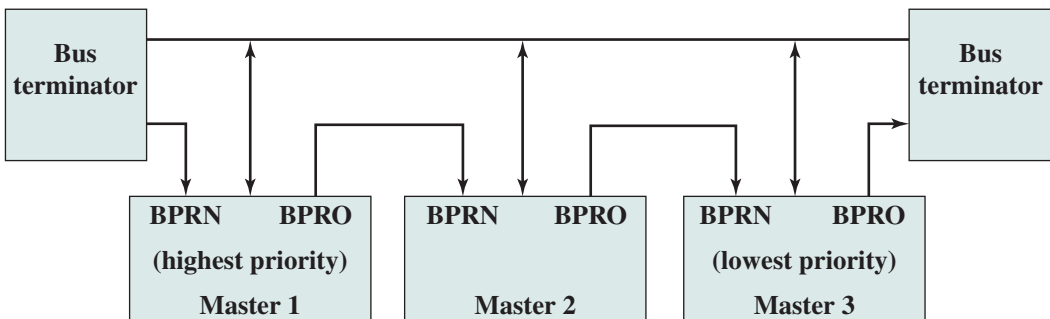 Bus
terminator
Bus
terminator
BPRN BPRO
(highest priority)
Master 1
BPRN BPRO
Master 2
BPRN BPRO
(lowest priority)
Master 3